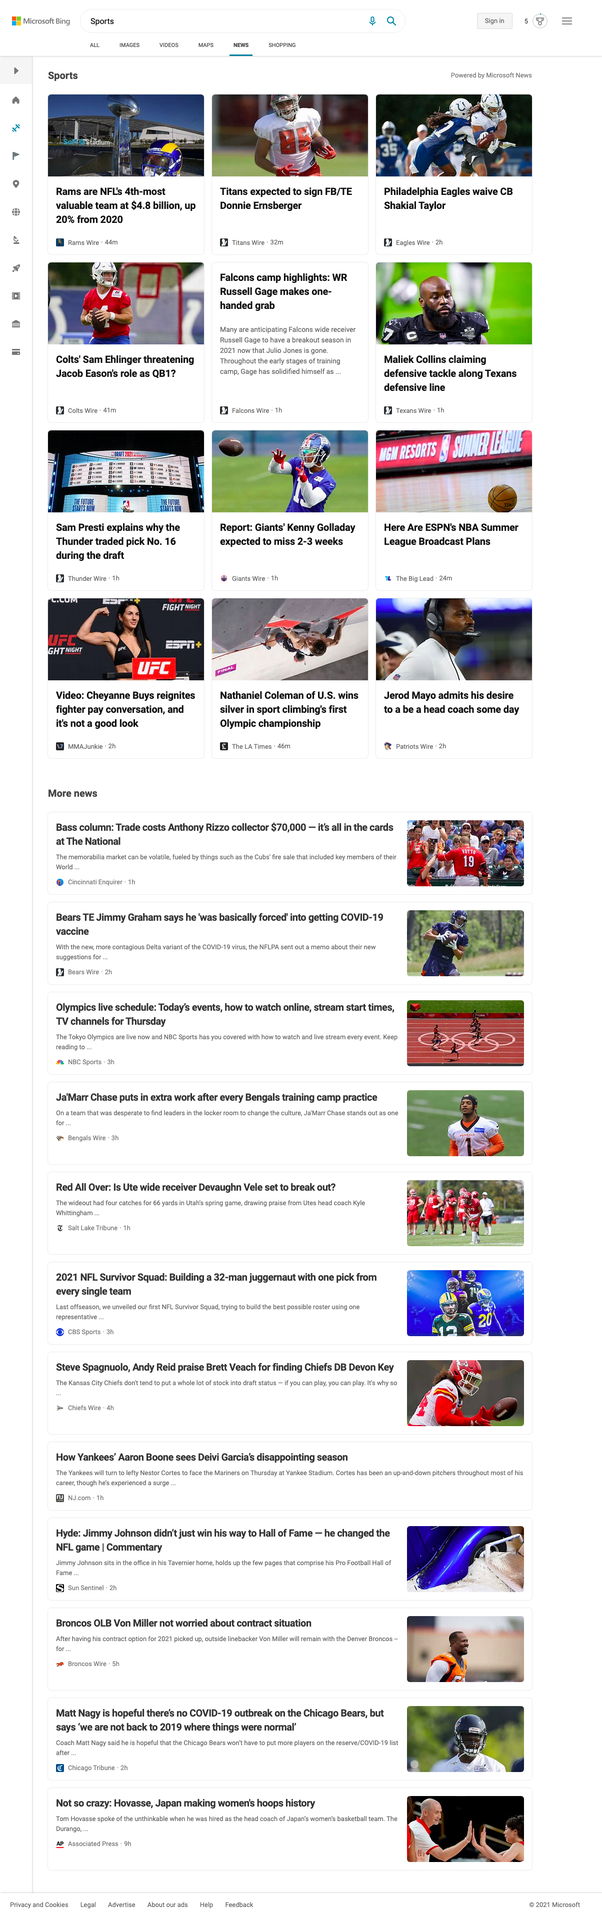 Microsoft Bing
Sports
Sign in
5
ALL
IMAGES
VIDEOS
MAPS
NEWS
SHOPPING
Sports
Powered by Microsoft News
Rams are NFL's 4th-most
valuable team at $4.8 billion, up
20% from 2020
Rams Wire · 44m
Titans expected to sign FB/TE
Donnie Ernsberger
Titans Wire · 32m
Philadelphia Eagles waive CB
Shakial Taylor
Eagles Wire · 2h
Colts' Sam Ehlinger threatening
Jacob Eason's role as QB1?
Colts Wire · 41m
Falcons camp highlights: WR
Russell Gage makes one-
handed grab
Many are anticipating Falcons wide receiver
Russell Gage to have a breakout season in
2021 now that Julio Jones is gone.
Throughout the early stages of training
camp, Gage has solidified himself as ...
Falcons Wire · 1h
Maliek Collins claiming
defensive tackle along Texans
defensive line
Texans Wire · 1h
THE FUTURE
STARTS NOW
THE FUTURE
STARTS NOW
Sam Presti explains why the
Thunder traded pick No. 16
during the draft
Thunder Wire · 1h
Report: Giants' Kenny Golladay
expected to miss 2-3 weeks
Giants Wire · 1h
MGM RESORTS
SUMMER LEAGUE
Here Are ESPN's NBA Summer
League Broadcast Plans
The Big Lead · 24m
C.COM
ESPN+
FIGHT NIGHT
UFC
GHT NIGHT
ESPN+
UFC
Video: Cheyanne Buys reignites
fighter pay conversation, and
it's not a good look
MMAJunkie · 2h
FINAL
Nathaniel Coleman of U.S. wins
silver in sport climbing's first
Olympic championship
The LA Times · 46m
Jerod Mayo admits his desire
to a be a head coach some day
Patriots Wire · 2h
More news
Bass column: Trade costs Anthony Rizzo collector $70,000 — it's all in the cards
at The National
The memorabilia market can be volatile, fueled by things such as the Cubs' fire sale that included key members of their
World ...
Cincinnati Enquirer · 1h
VOTTO
19
Bears TE Jimmy Graham says he 'was basically forced' into getting COVID-19
vaccine
With the new, more contagious Delta variant of the COVID-19 virus, the NFLPA sent out a memo about their new
suggestions for ...
Bears Wire · 2h
Olympics live schedule: Today's events, how to watch online, stream start times,
TV channels for Thursday
The Tokyo Olympics are live now and NBC Sports has you covered with how to watch and live stream every event. Keep
reading to ...
NBC Sports · 3h
Ja'Marr Chase puts in extra work after every Bengals training camp practice
On a team that was desperate to find leaders in the locker room to change the culture, Ja'Marr Chase stands out as one
for ...
Bengals Wire · 3h
1
Red All Over: Is Ute wide receiver Devaughn Vele set to break out?
The wideout had four catches for 66 yards in Utah's spring game, drawing praise from Utes head coach Kyle
Whittingham ...
Salt Lake Tribune · 1h
2021 NFL Survivor Squad: Building a 32-man juggernaut with one pick from
every single team
Last offseason, we unveiled our first NFL Survivor Squad, trying to build the best possible roster using one
representative ...
CBS Sports · 3h
12
20
Steve Spagnuolo, Andy Reid praise Brett Veach for finding Chiefs DB Devon Key
The Kansas City Chiefs don't tend to put a whole lot of stock into draft status — if you can play, you can play. It's why so
...
Chiefs Wire · 4h
How Yankees' Aaron Boone sees Deivi Garcia's disappointing season
The Yankees will turn to lefty Nestor Cortes to face the Mariners on Thursday at Yankee Stadium. Cortes has been an up-and-down pitchers throughout most of his
career, though he's experienced a surge ...
NJ.com · 1h
Hyde: Jimmy Johnson didn't just win his way to Hall of Fame — he changed the
NFL game | Commentary
Jimmy Johnson sits in the office in his Tavernier home, holds up the few pages that comprise his Pro Football Hall of
Fame ...
Sun Sentinel · 2h
Broncos OLB Von Miller not worried about contract situation
After having his contract option for 2021 picked up, outside linebacker Von Miller will remain with the Denver Broncos –
for ...
Broncos Wire · 5h
Matt Nagy is hopeful there's no COVID-19 outbreak on the Chicago Bears, but
says 'we are not back to 2019 where things were normal'
Coach Matt Nagy said he is hopeful that the Chicago Bears won't have to put more players on the reserve/COVID-19 list
after ...
Chicago Tribune · 2h
Not so crazy: Hovasse, Japan making women's hoops history
Tom Hovasse spoke of the unthinkable when he was hired as the head coach of Japan's women's basketball team. The
Durango, ...
AP Associated Press · 9h
Privacy and Cookies
Legal
Advertise
About our ads
Help
Feedback
© 2021 Microsoft